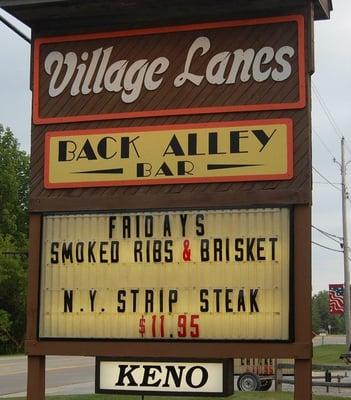 Village Lanes
BACK ALLEY
BAR
FRIDAYS
SMOKED RIBS & BRISKET
N.Y. STRIP STEAK
$11.95
KENO